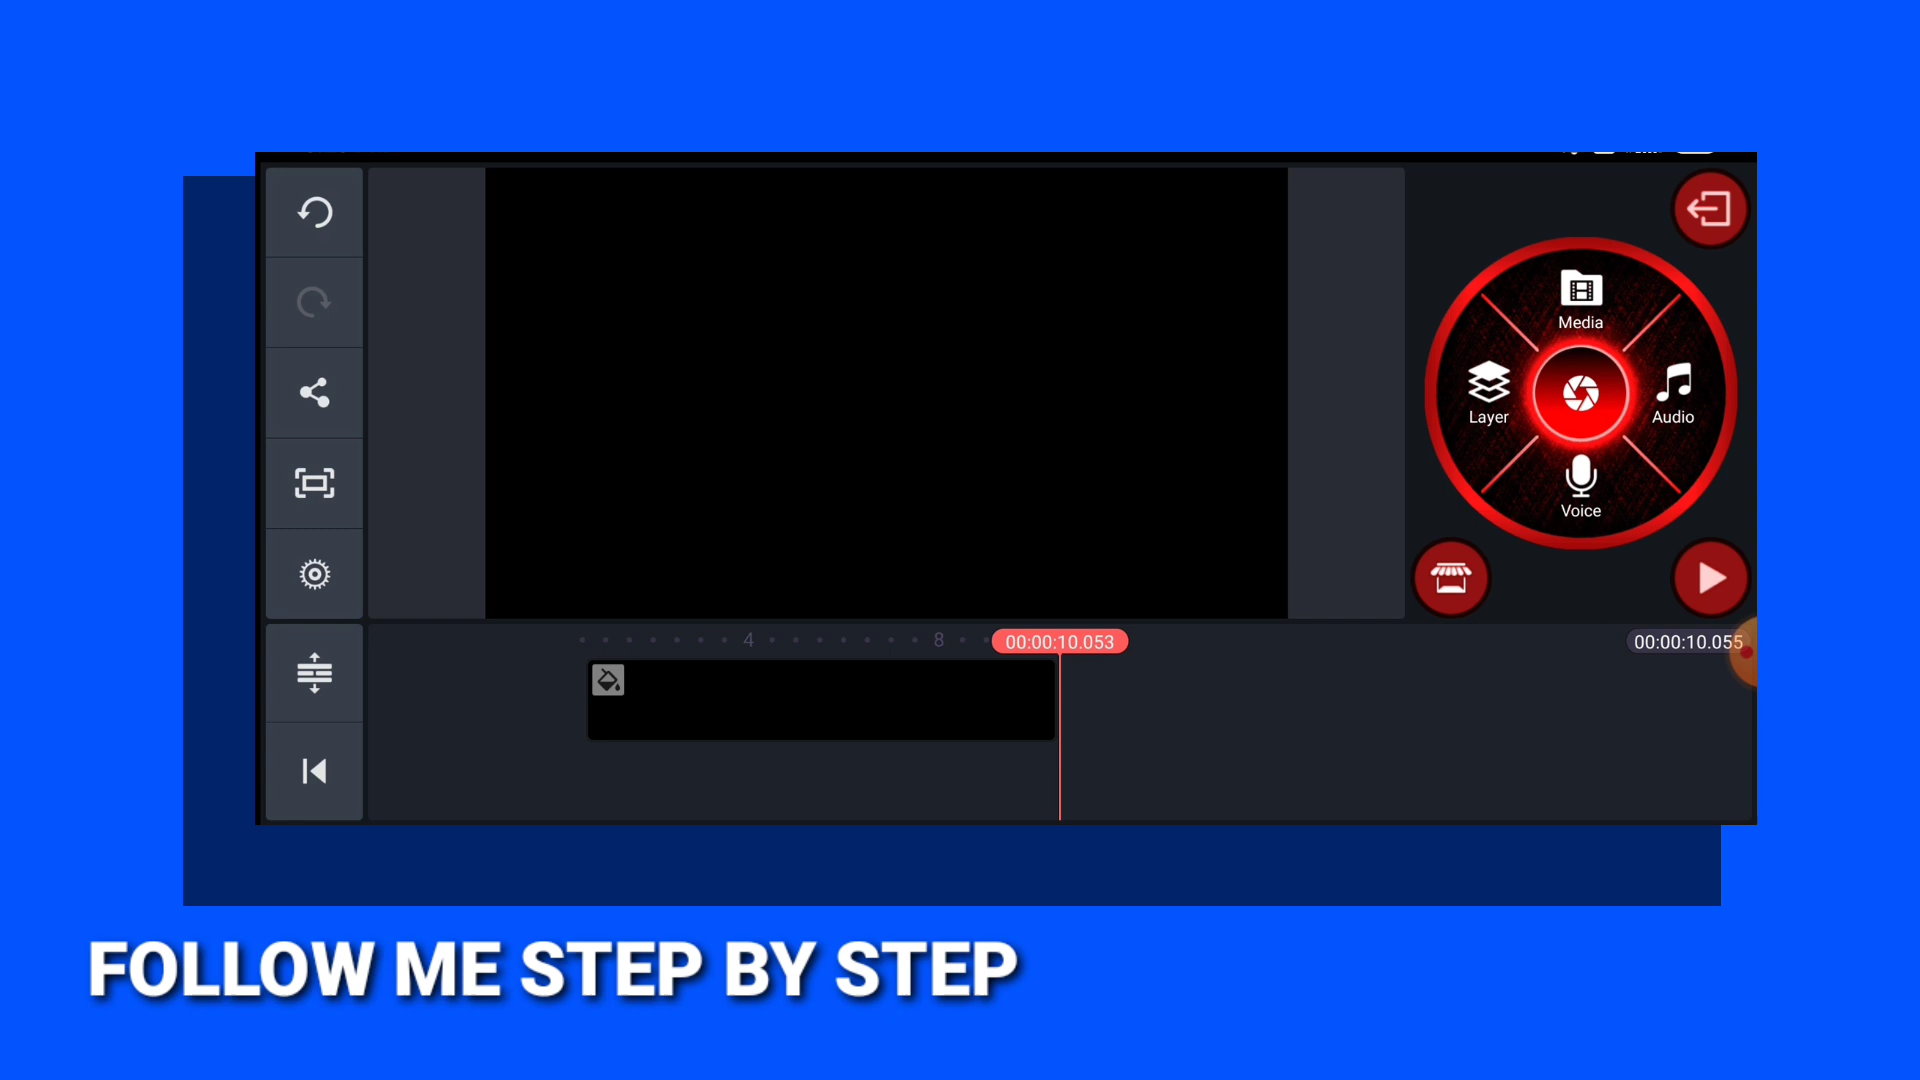 Media
Layer
Audio
Voice
4
8
00:00:10.053
00:00:10.055
FOLLOW ME STEP BY STEP